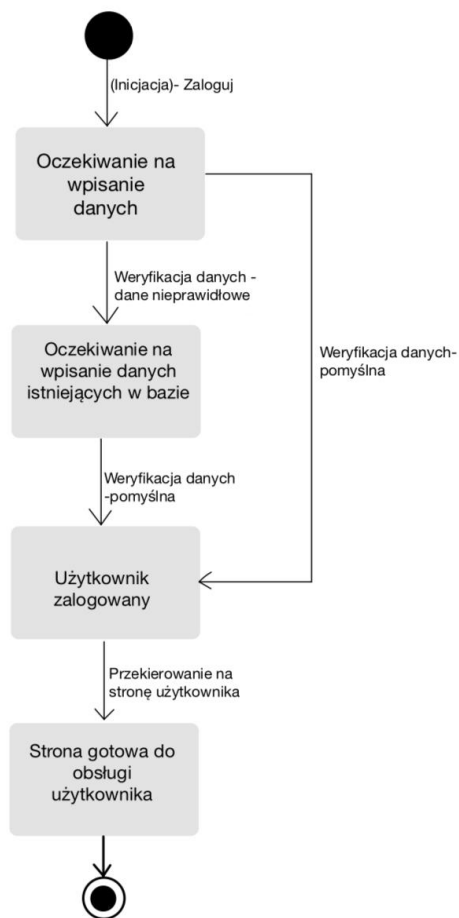 (Inicjacja)- Zaloguj
Oczekiwanie na
wpisanie
danych
Weryfikacja danych -
dane nieprawidłowe
Oczekiwanie na
wpisanie danych
istniejących w bazie
Weryfikacja danych-
pomyślna
Weryfikacja danych
-pomyślna
Użytkownik
zalogowany
Przekierowanie na
stronę użytkownika
Strona gotowa do
obsługi
użytkownika